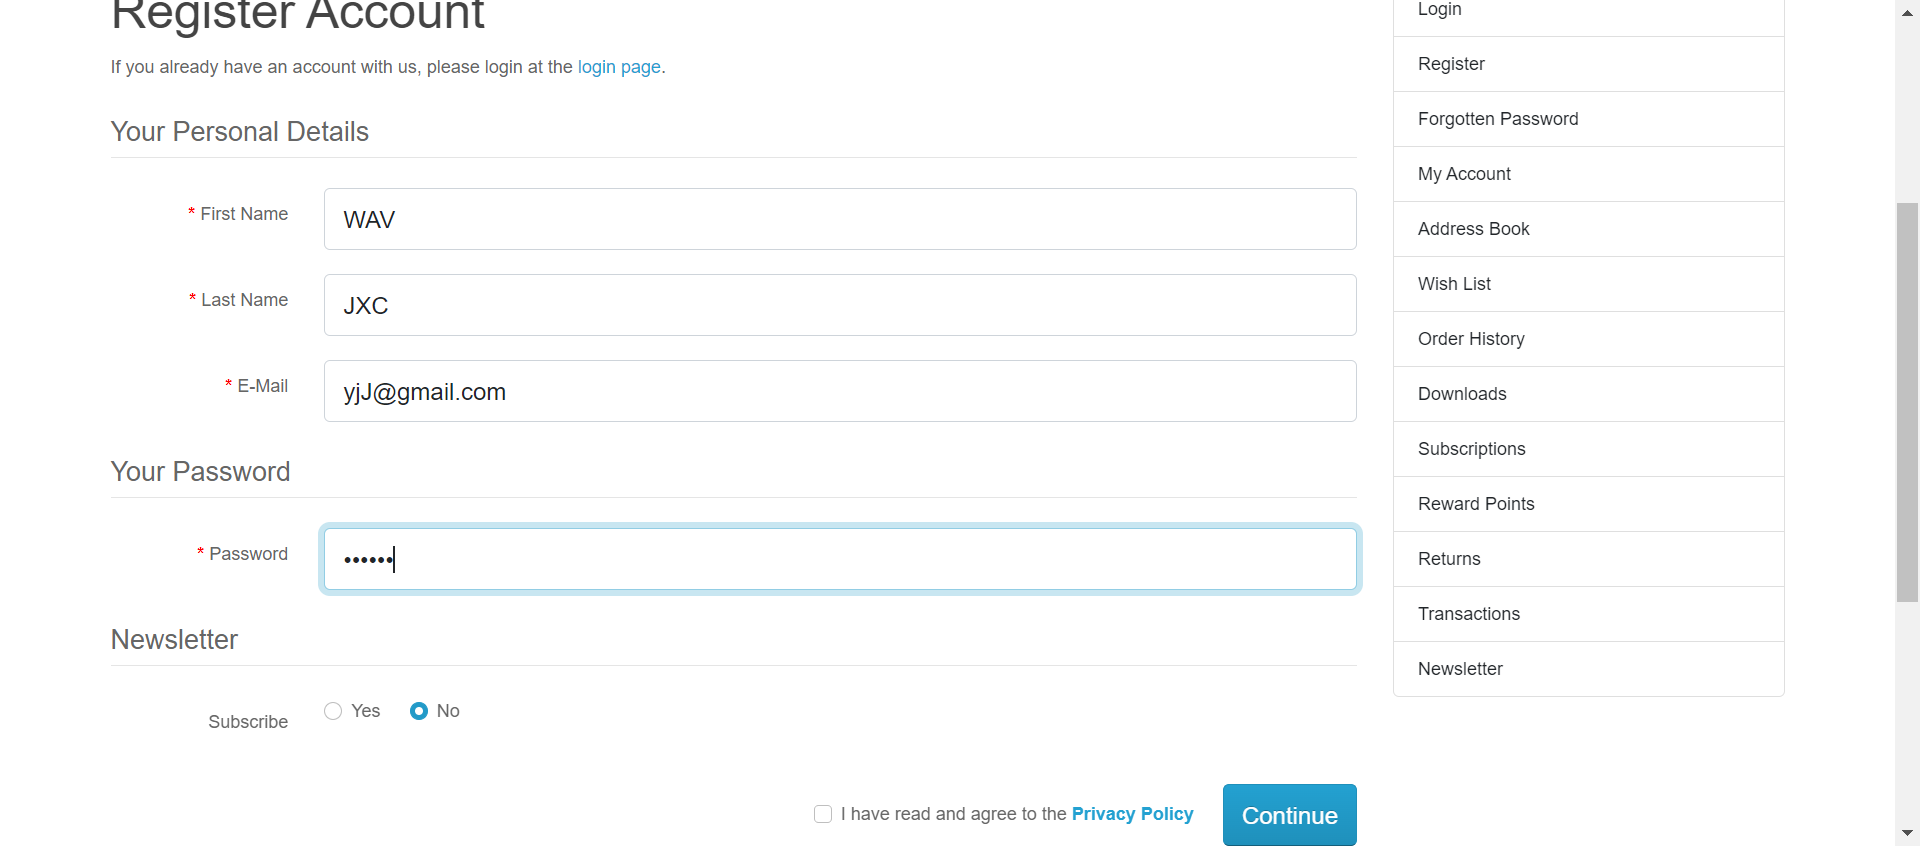 Register Account
If you already have an account with us, please login at the login page.
Your Personal Details
* First Name
WAV
* Last Name
JXC
* E-Mail
yjJ@gmail.com
Your Password
* Password
••••••
Newsletter
Subscribe
Yes
No
I have read and agree to the Privacy Policy
Continue
Login
Register
Forgotten Password
My Account
Address Book
Wish List
Order History
Downloads
Subscriptions
Reward Points
Returns
Transactions
Newsletter